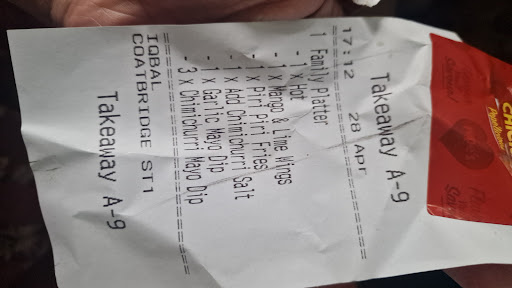 Takeaway A-9
17:12 28 Apr
====================
1 Family Platter
- 1 x Hot
- 1 x Mango & Lime Wings
- 1 x Piri Piri Fries
- 1 x Add Chimichurri Salt
- 1 x Garlic Mayo Dip
- 3 x Chimichurri Mayo Dip
====================
IQBAL
COATBRIDGE ST1
Takeaway A-9